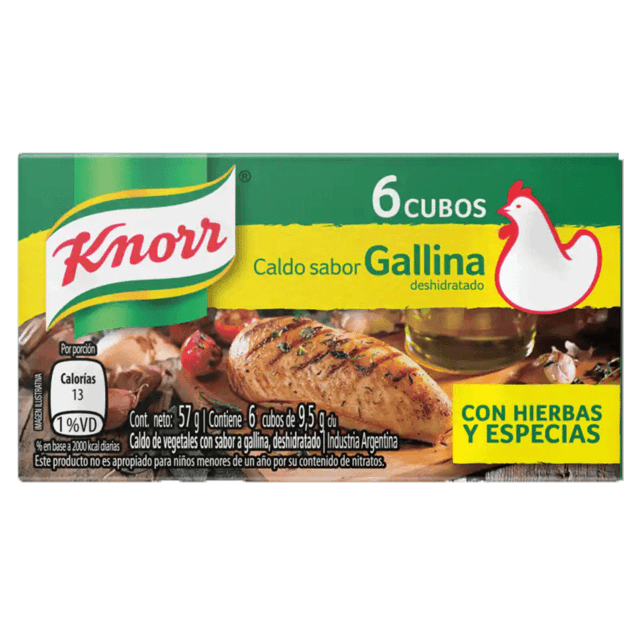 Knorr®
6 CUBOS
Caldo sabor Gallina
deshidratado
Por porción
Calorías
13
1 %VD
% en base a 2000 kcal diarias
IMAGEN ILUSTRATIVA
Cont. neto: 57 g | Contiene 6 cubos de 9,5 g c/u
Caldo de vegetales con sabor a gallina, deshidratado | Industria Argentina
Este producto no es apropiado para niños menores de un año por su contenido de nitratos.
CON HIERBAS
Y ESPECIAS